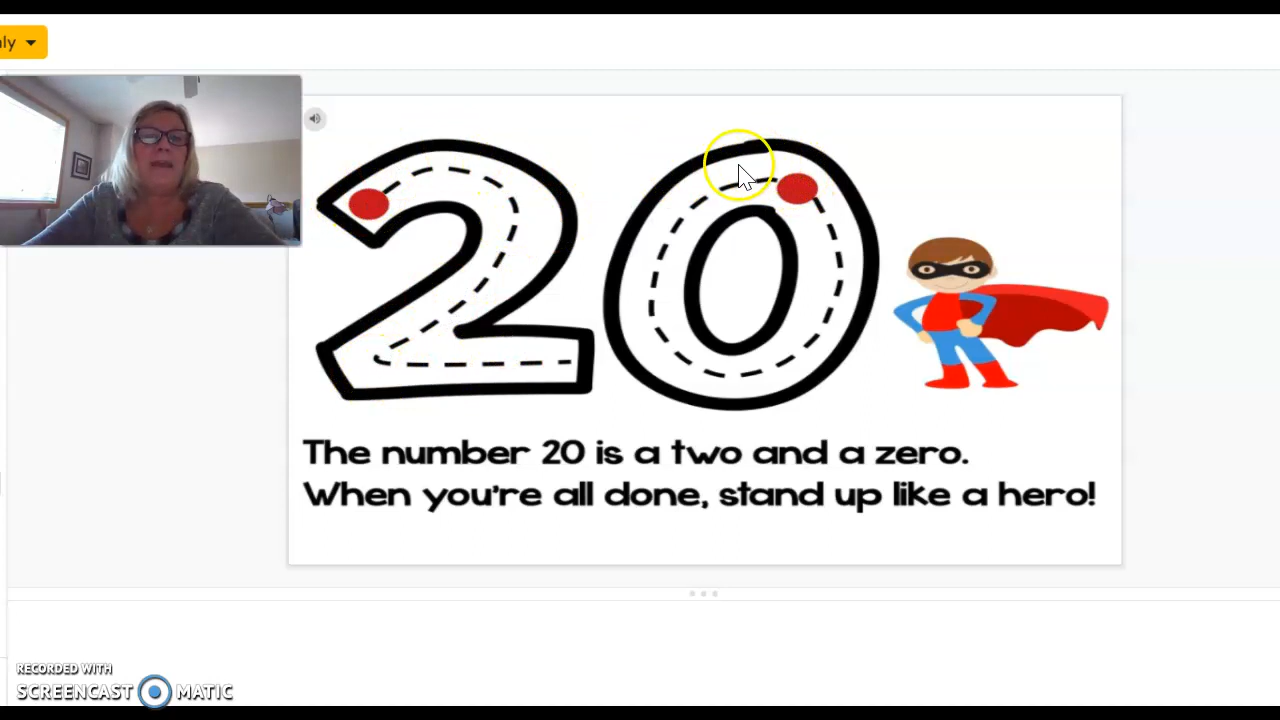 ly
20
The number 20 is a two and a zero.
When you're all done, stand up like a hero!
RECORDED WITH
SCREENCAST MATIC